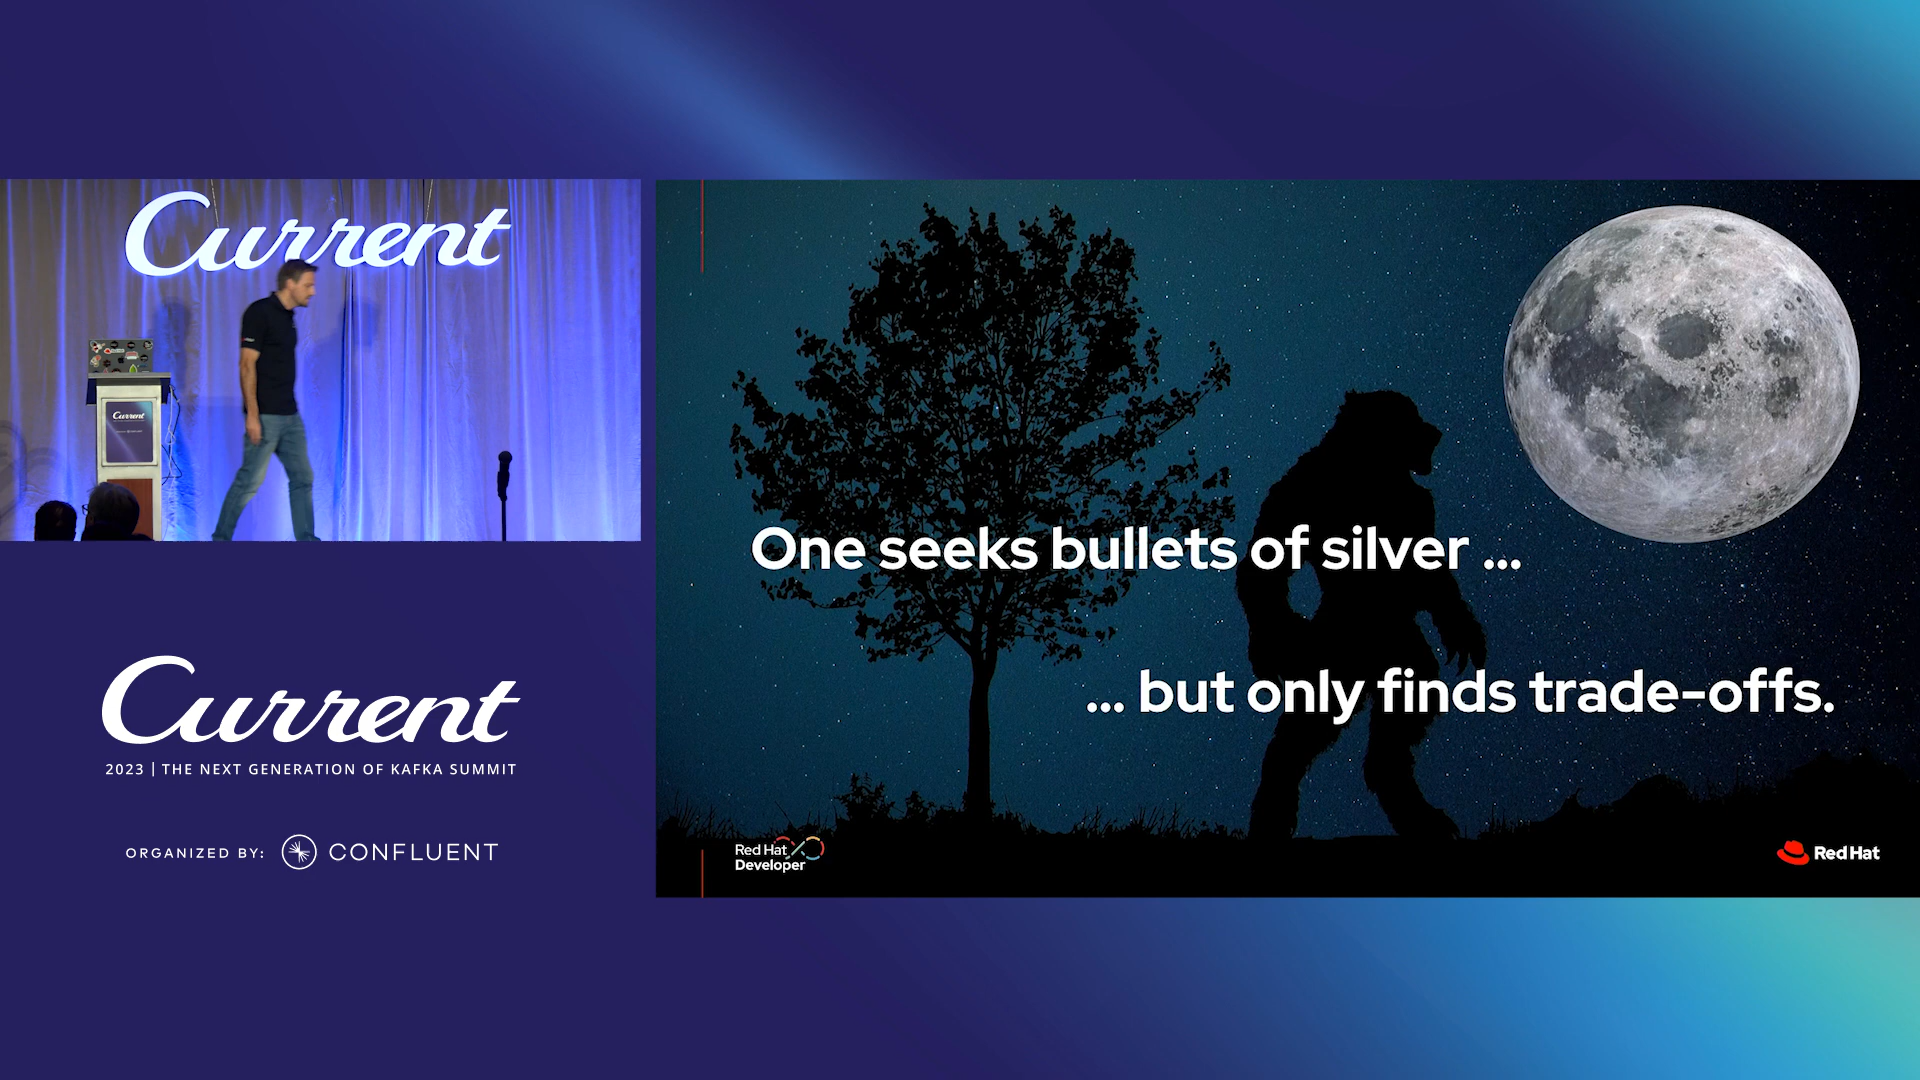 Current
Current
Current
2023 | THE NEXT GENERATION OF KAFKA SUMMIT
ORGANIZED BY: CONFLUENT
One seeks bullets of silver ...
... but only finds trade-offs.
Red Hat
Developer
Red Hat